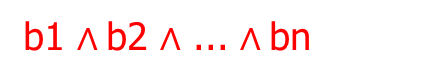 b1 ∧ b2 ∧ ... ∧ bn